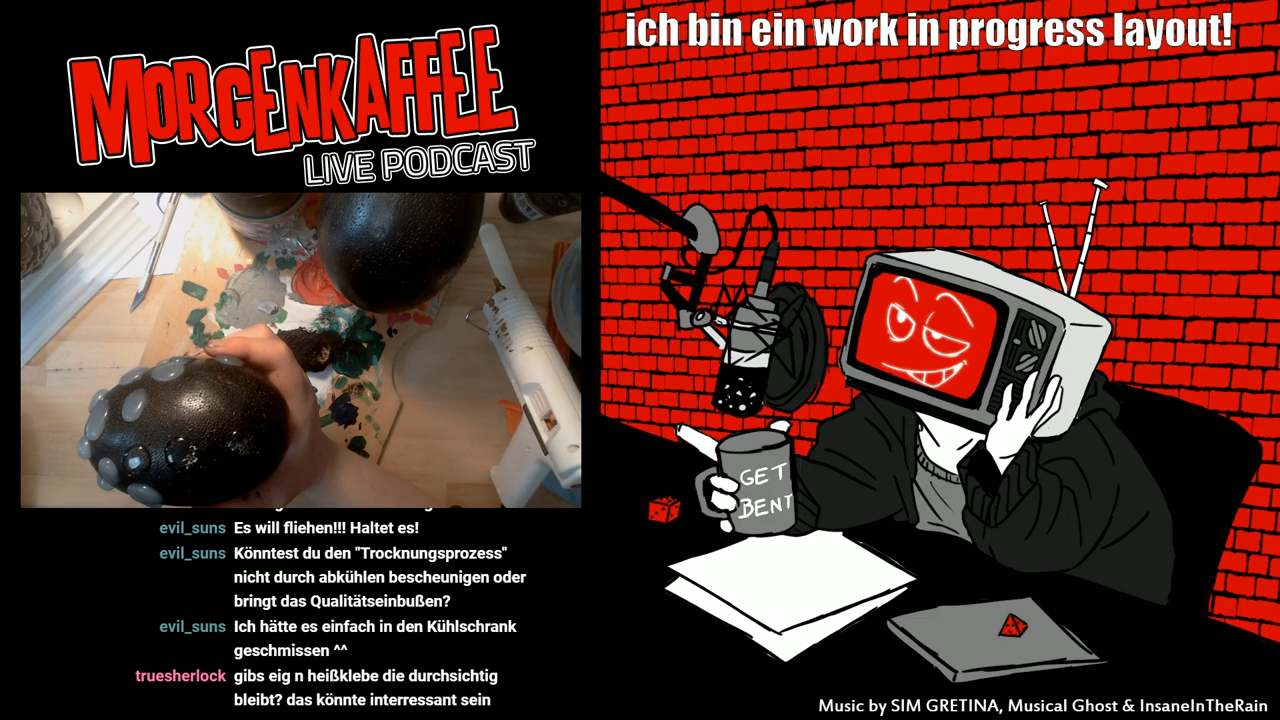 MORGENKAFFEE
LIVE PODCAST
ich bin ein work in progress layout!
GET
BENT
evil_suns Es will fliehen!!! Haltet es!
evil_suns Könntest du den "Trocknungsprozess"
nicht durch abkühlen bescheunigen oder
bringt das Qualitätseinbußen?
evil_suns Ich hätte es einfach in den Kühlschrank
geschmissen ^^
truesherlock gibs eig n heißklebe die durchsichtig
bleibt? das könnte interressant sein
Music by SIM GRETINA, Musical Ghost & InsaneInTheRain